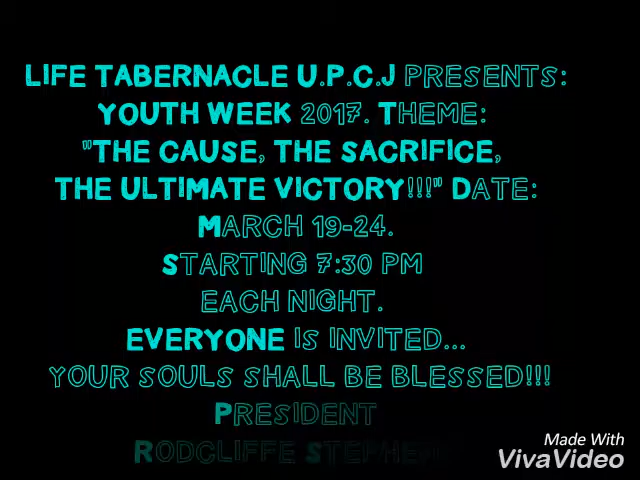 LIFE TABERNACLE U.P.C.J PRESENTS:
YOUTH WEEK 2017. THEME:
"THE CAUSE, THE SACRIFICE,
THE ULTIMATE VICTORY!!!" DATE:
MARCH 19-24.
STARTING 7:30 PM
EACH NIGHT.
EVERYONE IS INVITED...
YOUR SOULS SHALL BE BLESSED!!!
PRESIDENT
RODCLIFFE
Made With
VivaVideo